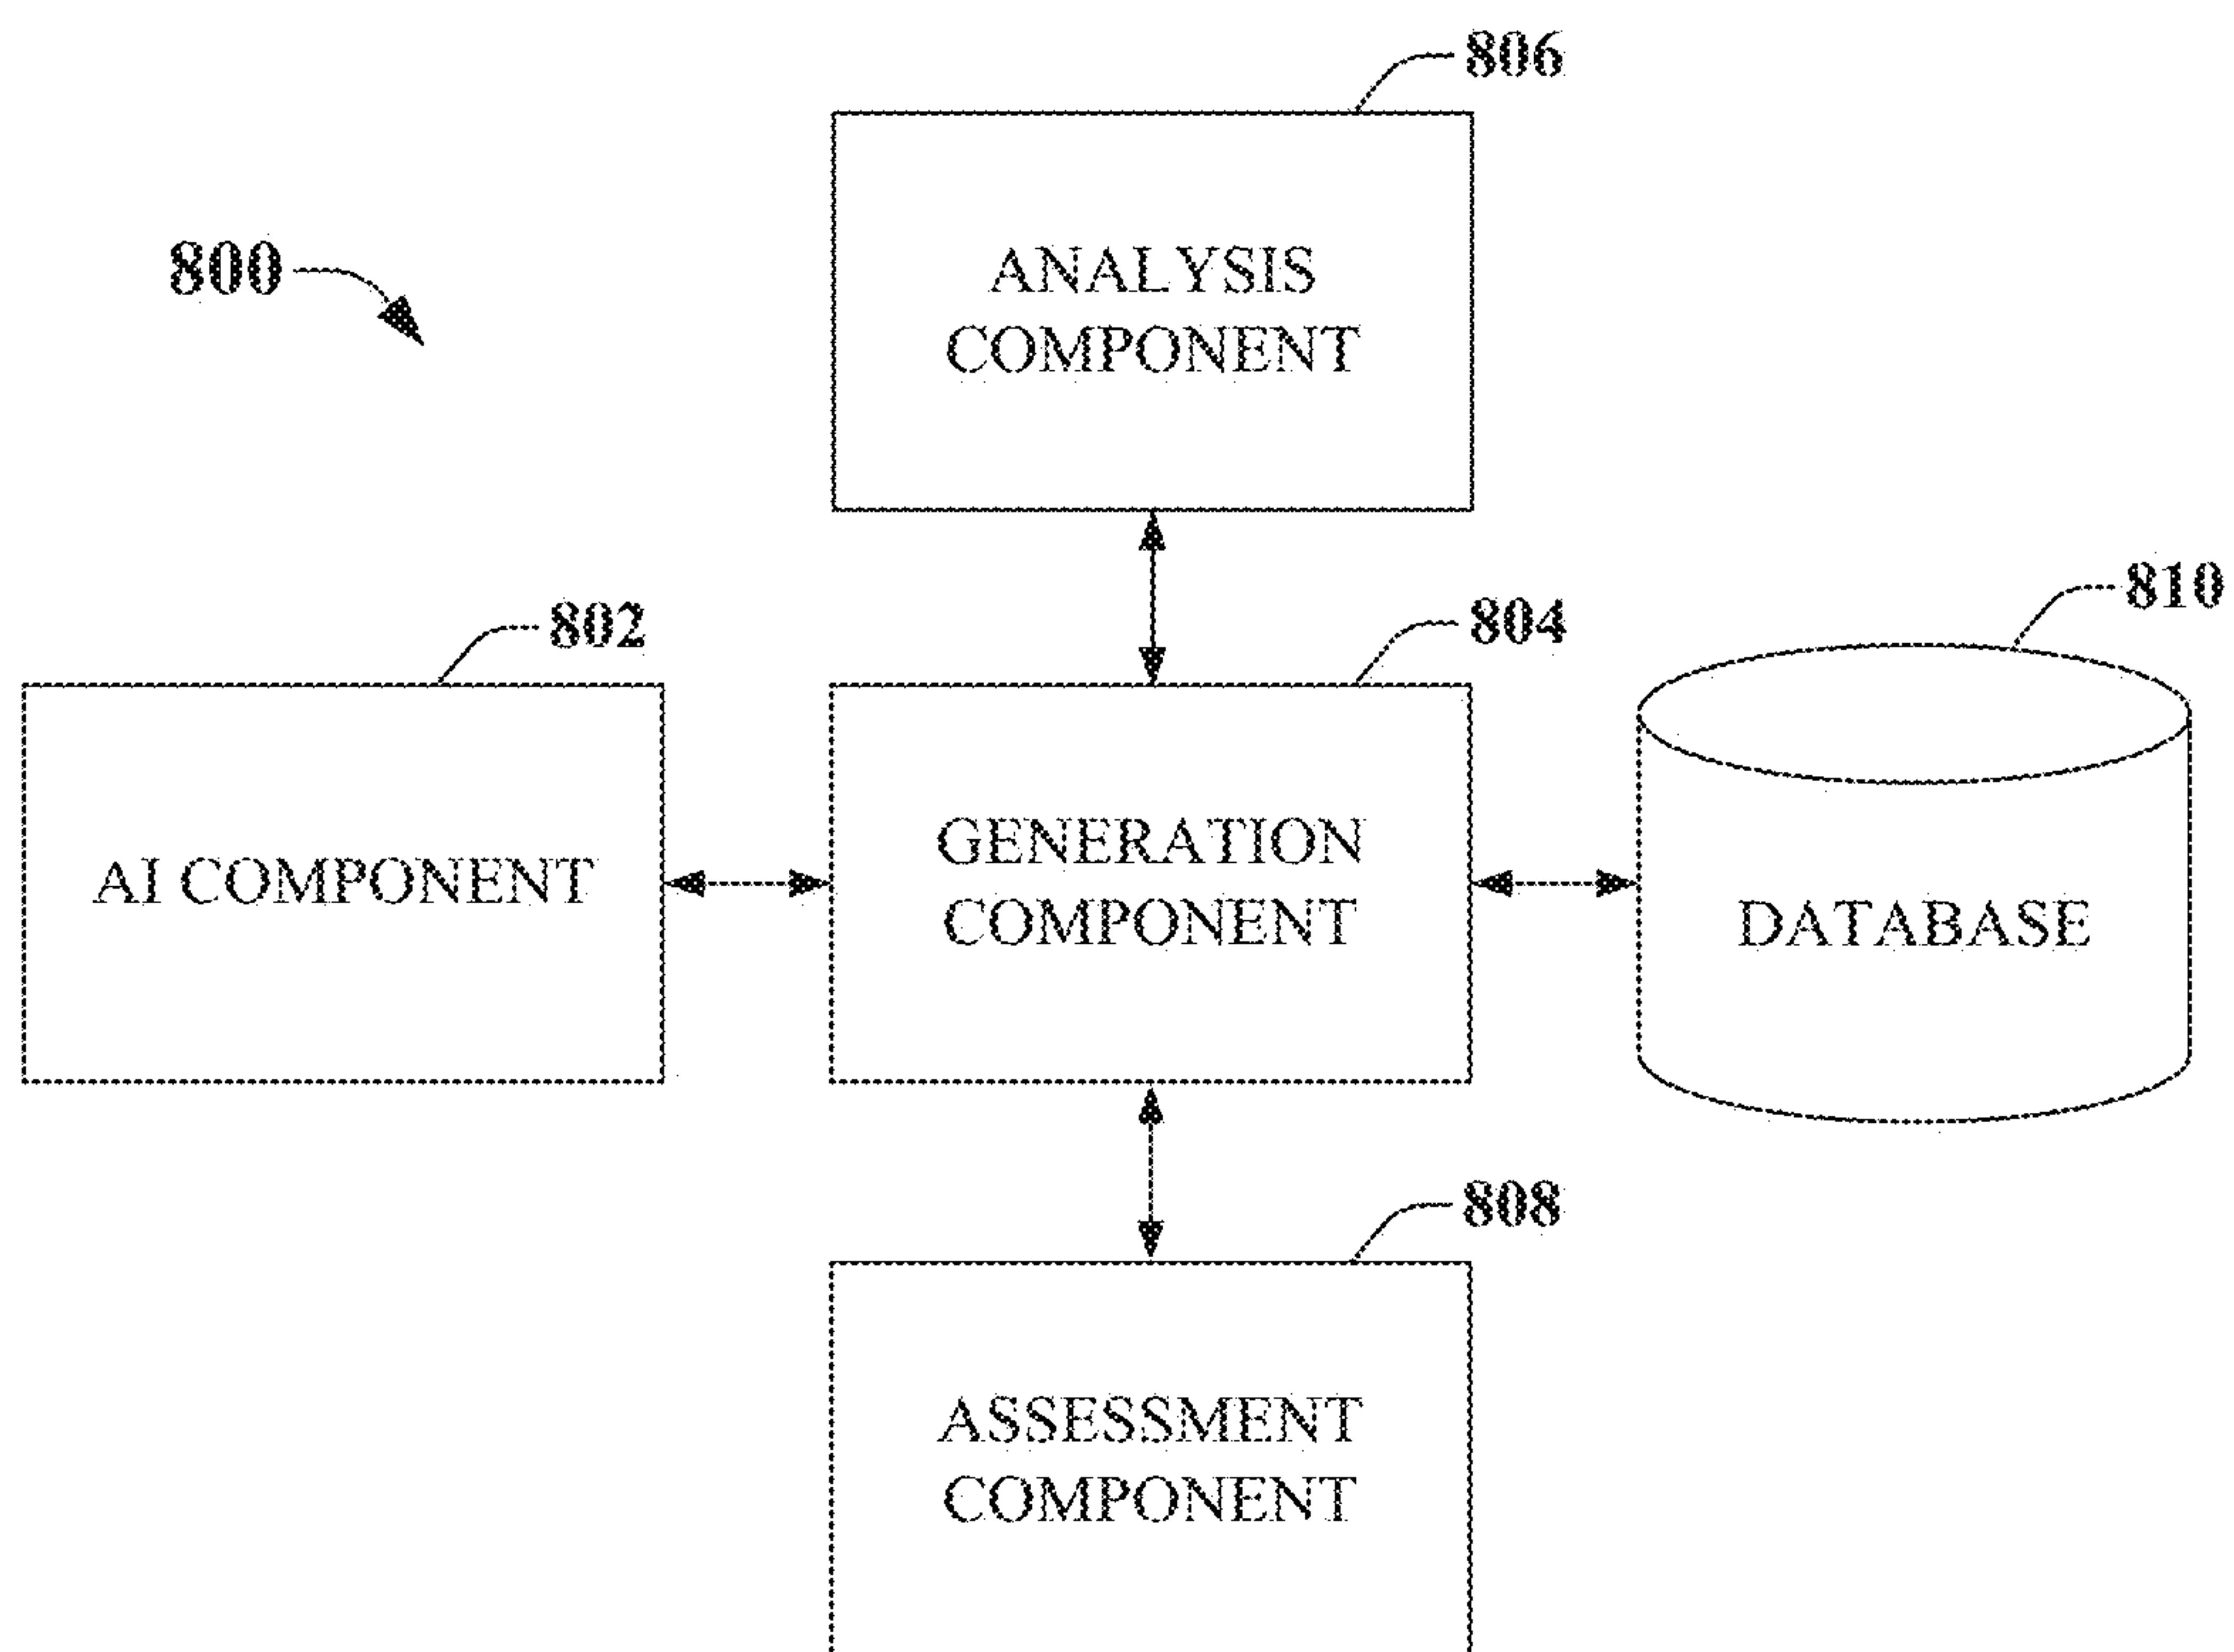 806
ANALYSIS
COMPONENT
800
802
804
810
AI COMPONENT
GENERATION
COMPONENT
DATABASE
808
ASSESSMENT
COMPONENT